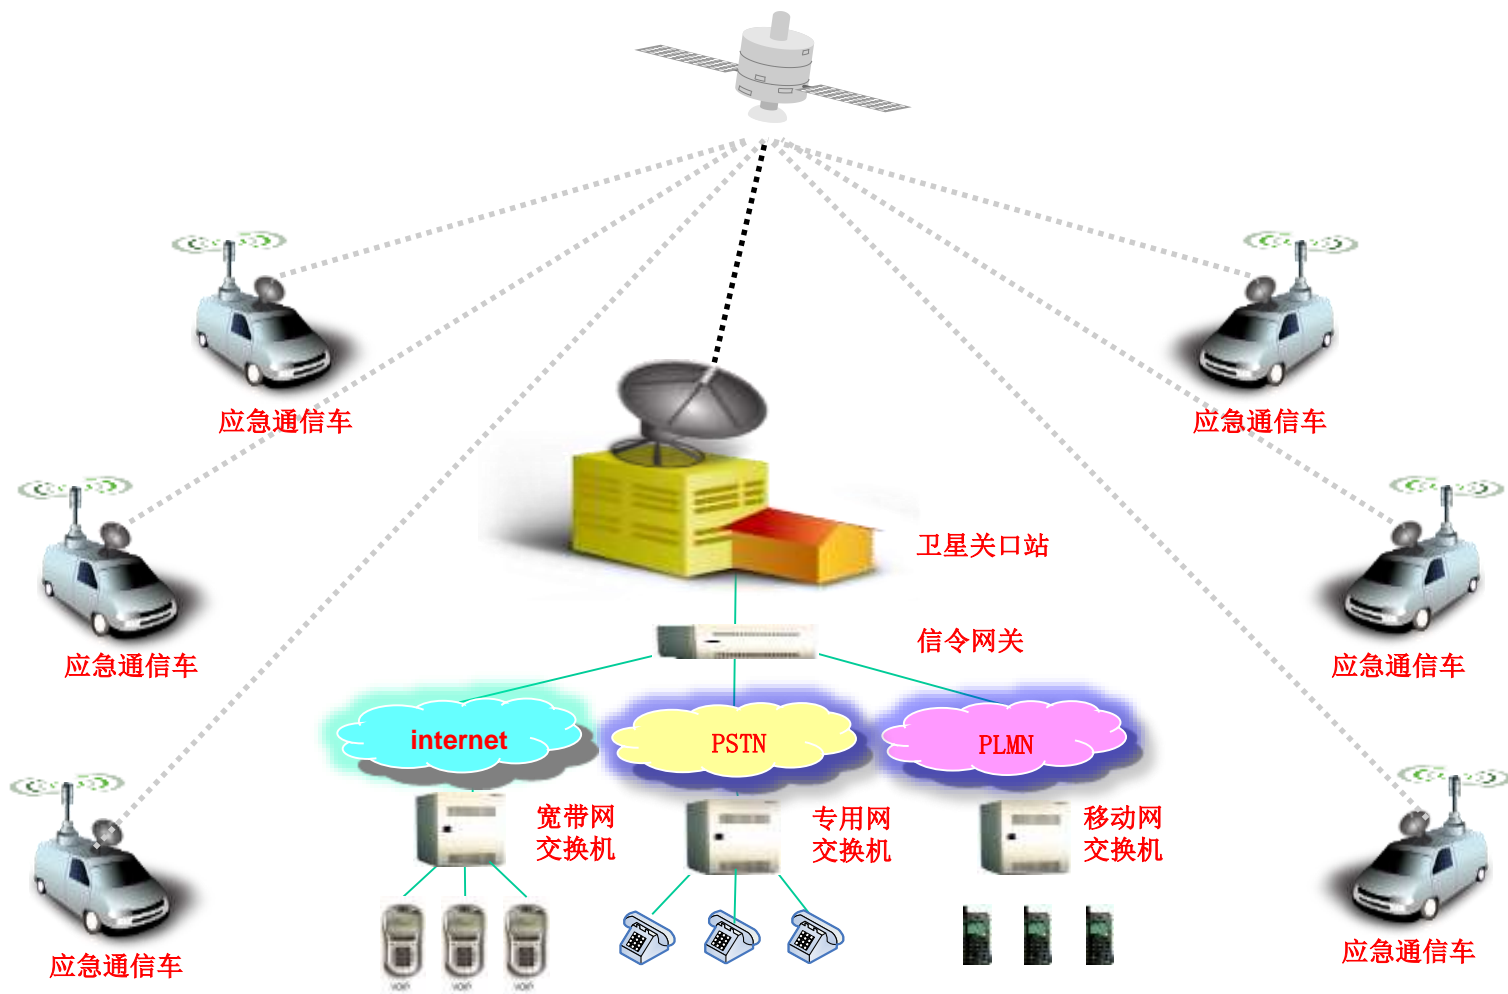 应急通信车
应急通信车
卫星关口站
信令网关
应急通信车
应急通信车
internet
PSTN
PLMN
宽带网
交换机
专用网
交换机
移动网
交换机
应急通信车
应急通信车
VOIP
VOIP
VOIP